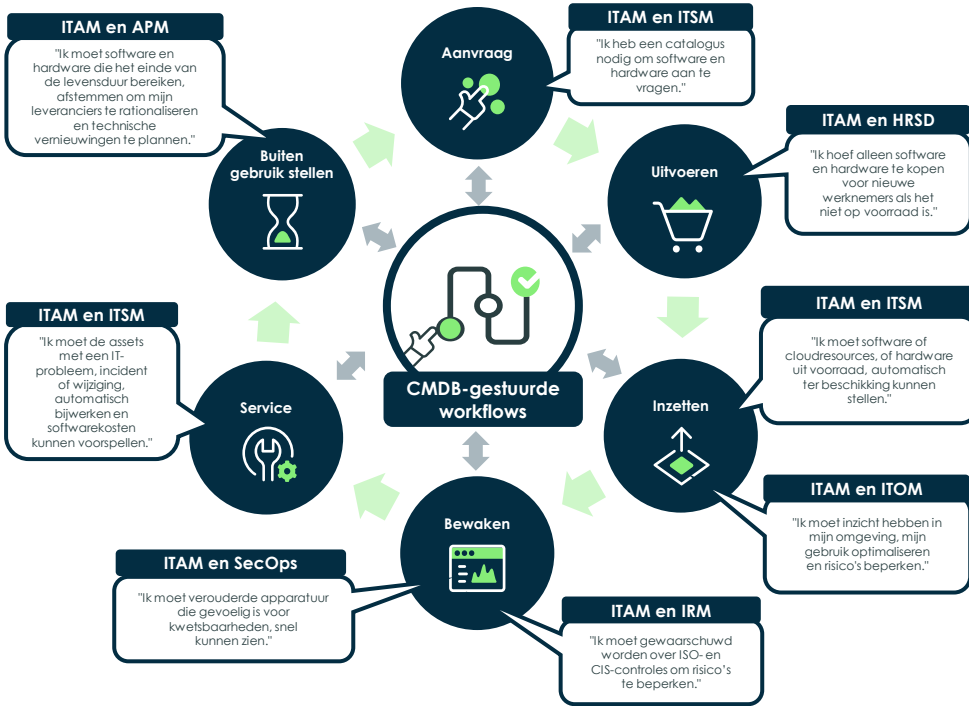 ITAM en APM
"Ik moet software en
hardware die het einde van
de levensduur bereiken,
afstemmen om mijn
leveranciers te rationaliseren
en technische
vernieuwingen te plannen."
Aanvraag
ITAM en ITSM
"Ik heb een catalogus
nodig om software en
hardware aan te
vragen."
Buiten
gebruik stellen
Uitvoeren
ITAM en HRSD
"Ik hoef alleen software
en hardware te kopen
voor nieuwe
werknemers als het
niet op voorraad is."
ITAM en ITSM
"Ik moet de assets
met een IT-
probleem, incident
of wijziging,
automatisch
bijwerken en
softwarekosten
kunnen voorspellen."
CMDB-gestuurde
workflows
ITAM en ITSM
"Ik moet software of
cloudresources, of hardware
uit voorraad, automatisch
ter beschikking kunnen
stellen."
Service
Inzetten
ITAM en ITOM
"Ik moet inzicht hebben in
mijn omgeving, mijn
gebruik optimaliseren
en risico's beperken."
Bewaken
ITAM en SecOps
"Ik moet verouderde apparatuur
die gevoelig is voor
kwetsbaarheden, snel
kunnen zien."
ITAM en IRM
"Ik moet gewaarschuwd
worden over ISO- en
CIS-controles om risico's
te beperken."